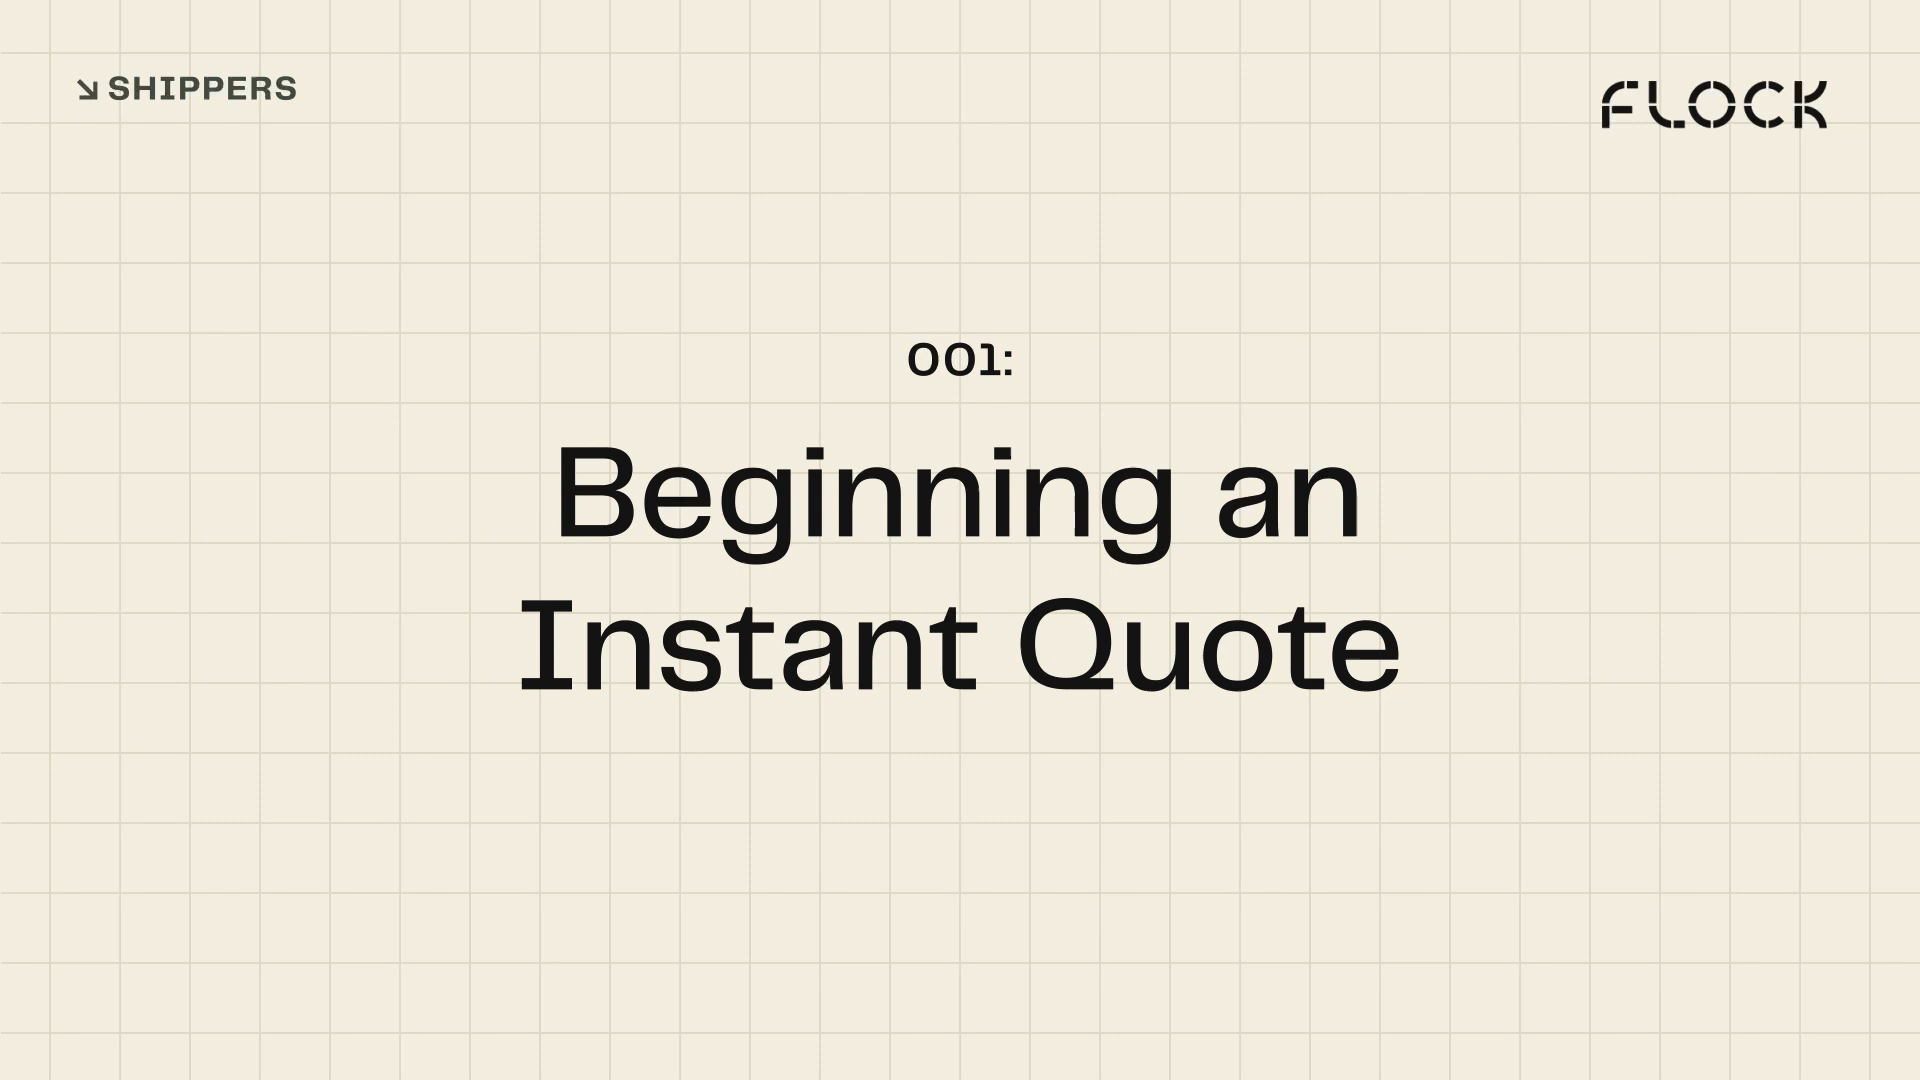 SHIPPERS
FLOCK
001:
Beginning an
Instant Quote